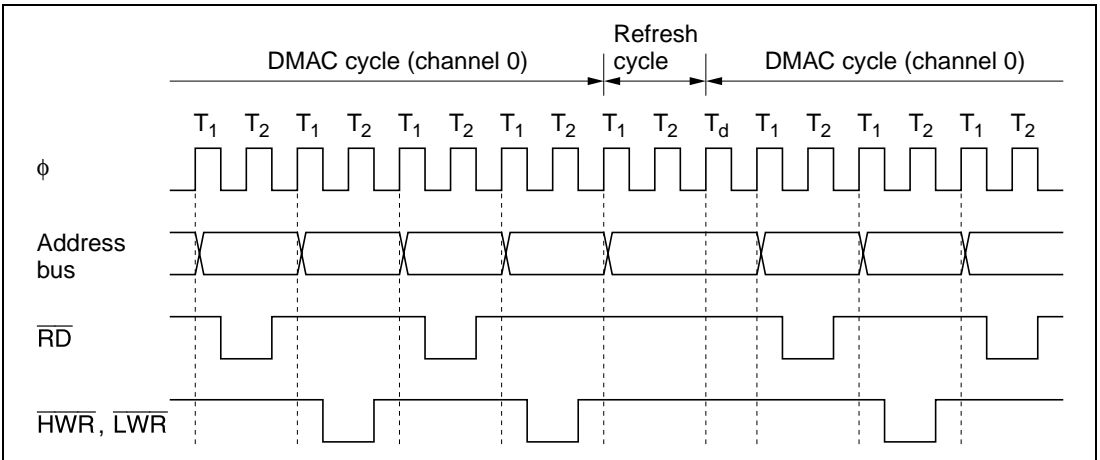 Refresh
DMAC cycle (channel 0) cycle DMAC cycle (channel 0)
T1 T2 T1 T2 T1 T2 T1 T2 T1 T2 Td T1 T2 T1 T2 T1 T2
ϕ
Address
bus
RD
HWR, LWR